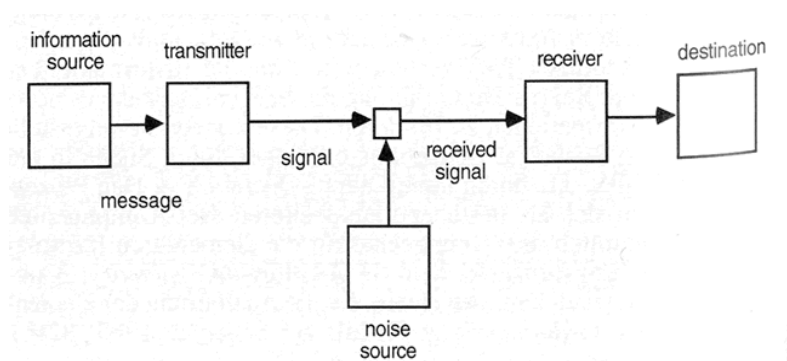 information
source
transmitter
receiver
destination
signal
received
signal
message
noise
source